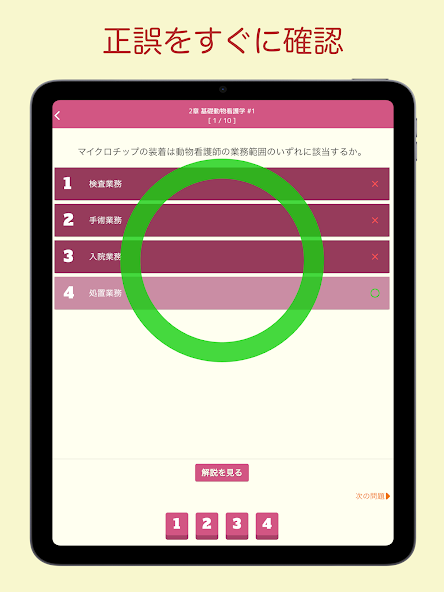 正誤をすぐに確認
2章 基礎動物看護学 #1
[ 1 / 10 ]
マイクロチップの装着は動物看護師の業務範囲のいずれに該当するか。
1 検査業務
2 手術業務
3 入院業務
4 処置業務
解説を見る
次の問題
1 2 3 4